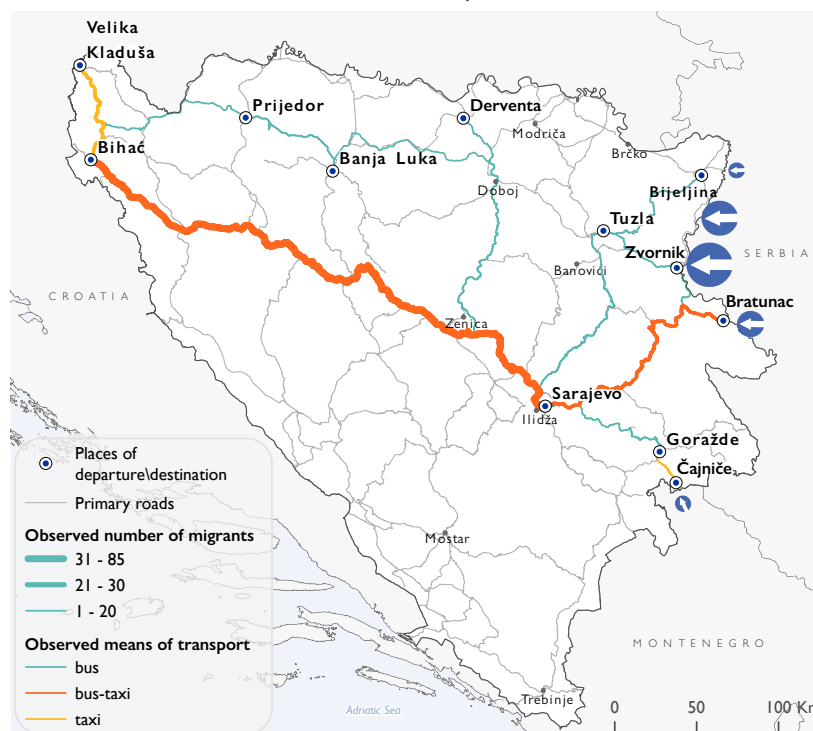 Velika
Kladuša
Prijedor
Derventa
Modriča
Brčko
Bihać
Banja Luka
Doboj
Bijeljina
Tuzla
Zvornik
Banovići
SERBIA
CROATIA
Bratunac
Zenica
Sarajevo
Ilidža
Goražde
Čajniče
Mostar
MONTENEGRO
Trebinje
Adriatic Sea
Places of
departure\destination
Primary roads
Observed number of migrants
31 - 85
21 - 30
1 - 20
Observed means of transport
bus
bus-taxi
taxi
0 50 100